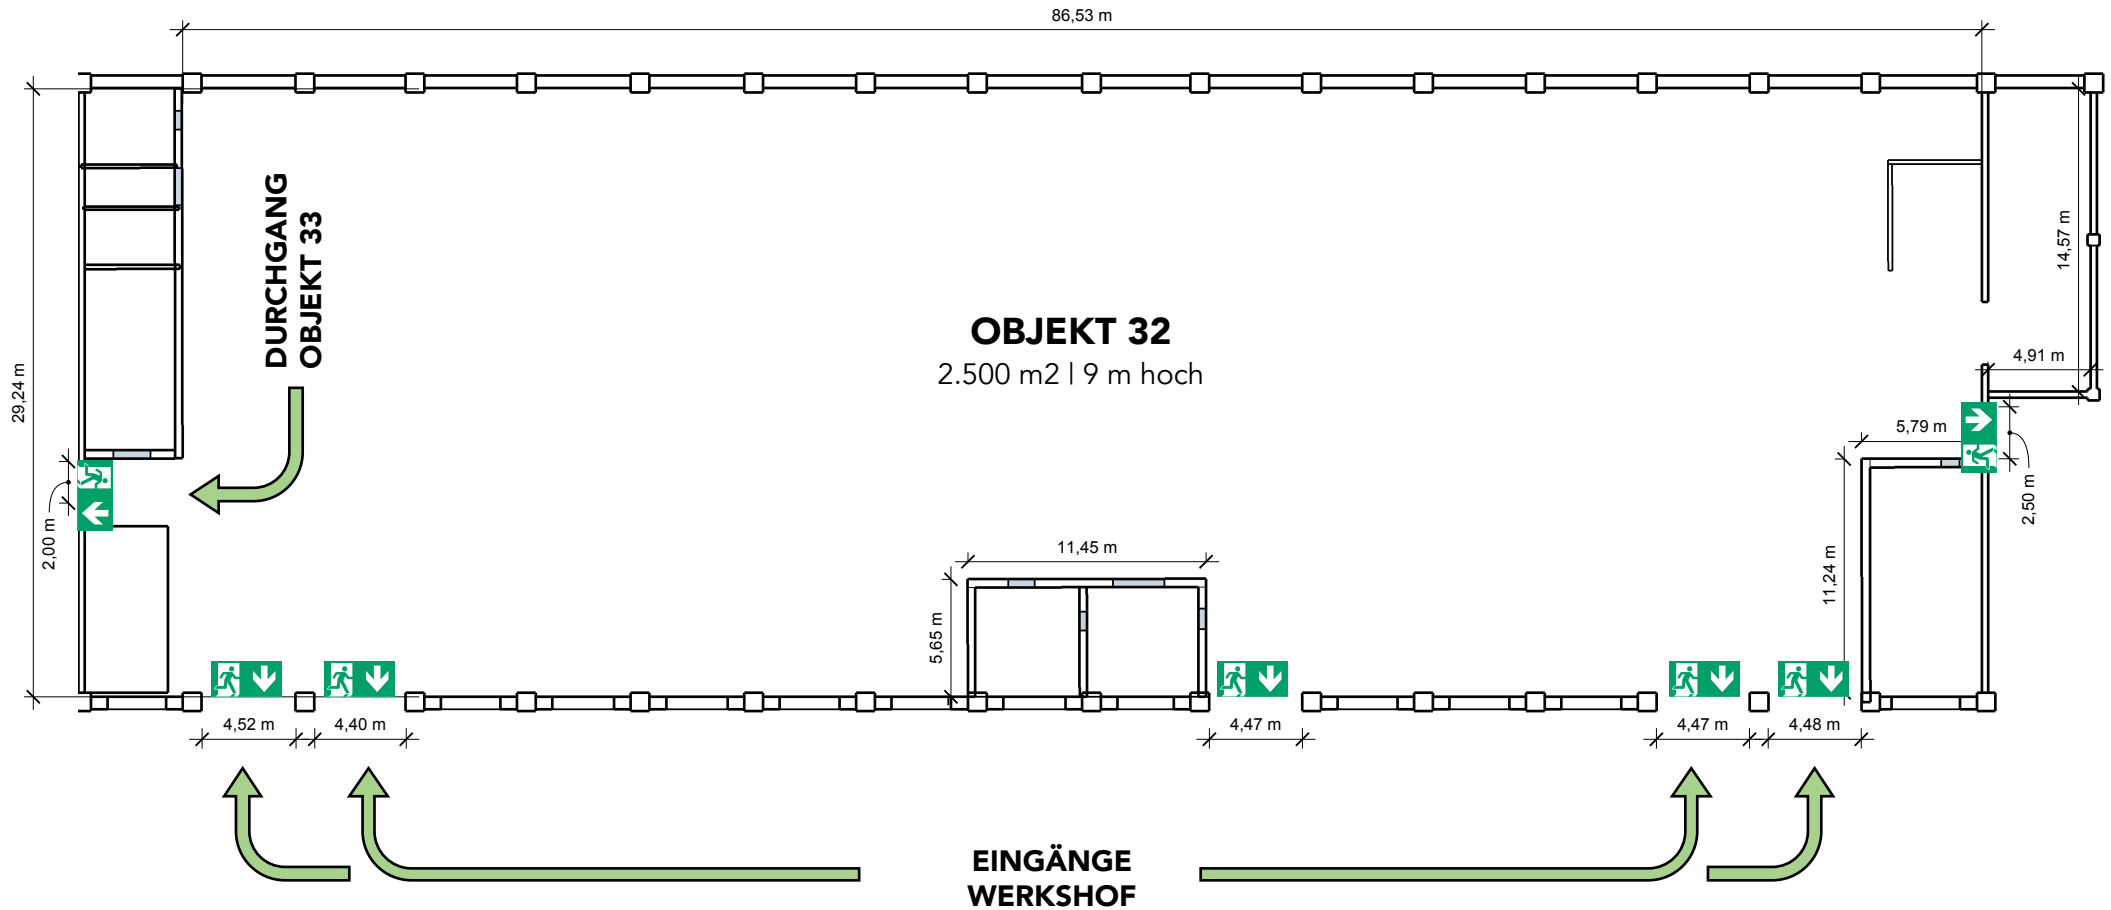 86,53 m
29,24 m
DURCHGANG
OBJEKT 33
14,57 m
OBJEKT 32
2.500 m2 | 9 m hoch
4,91 m
5,79 m
2,50 m
2,00 m
11,45 m
11,24 m
5,65 m
4,52 m
4,40 m
4,47 m
4,47 m
4,48 m
EINGÄNGE
WERKSHOF